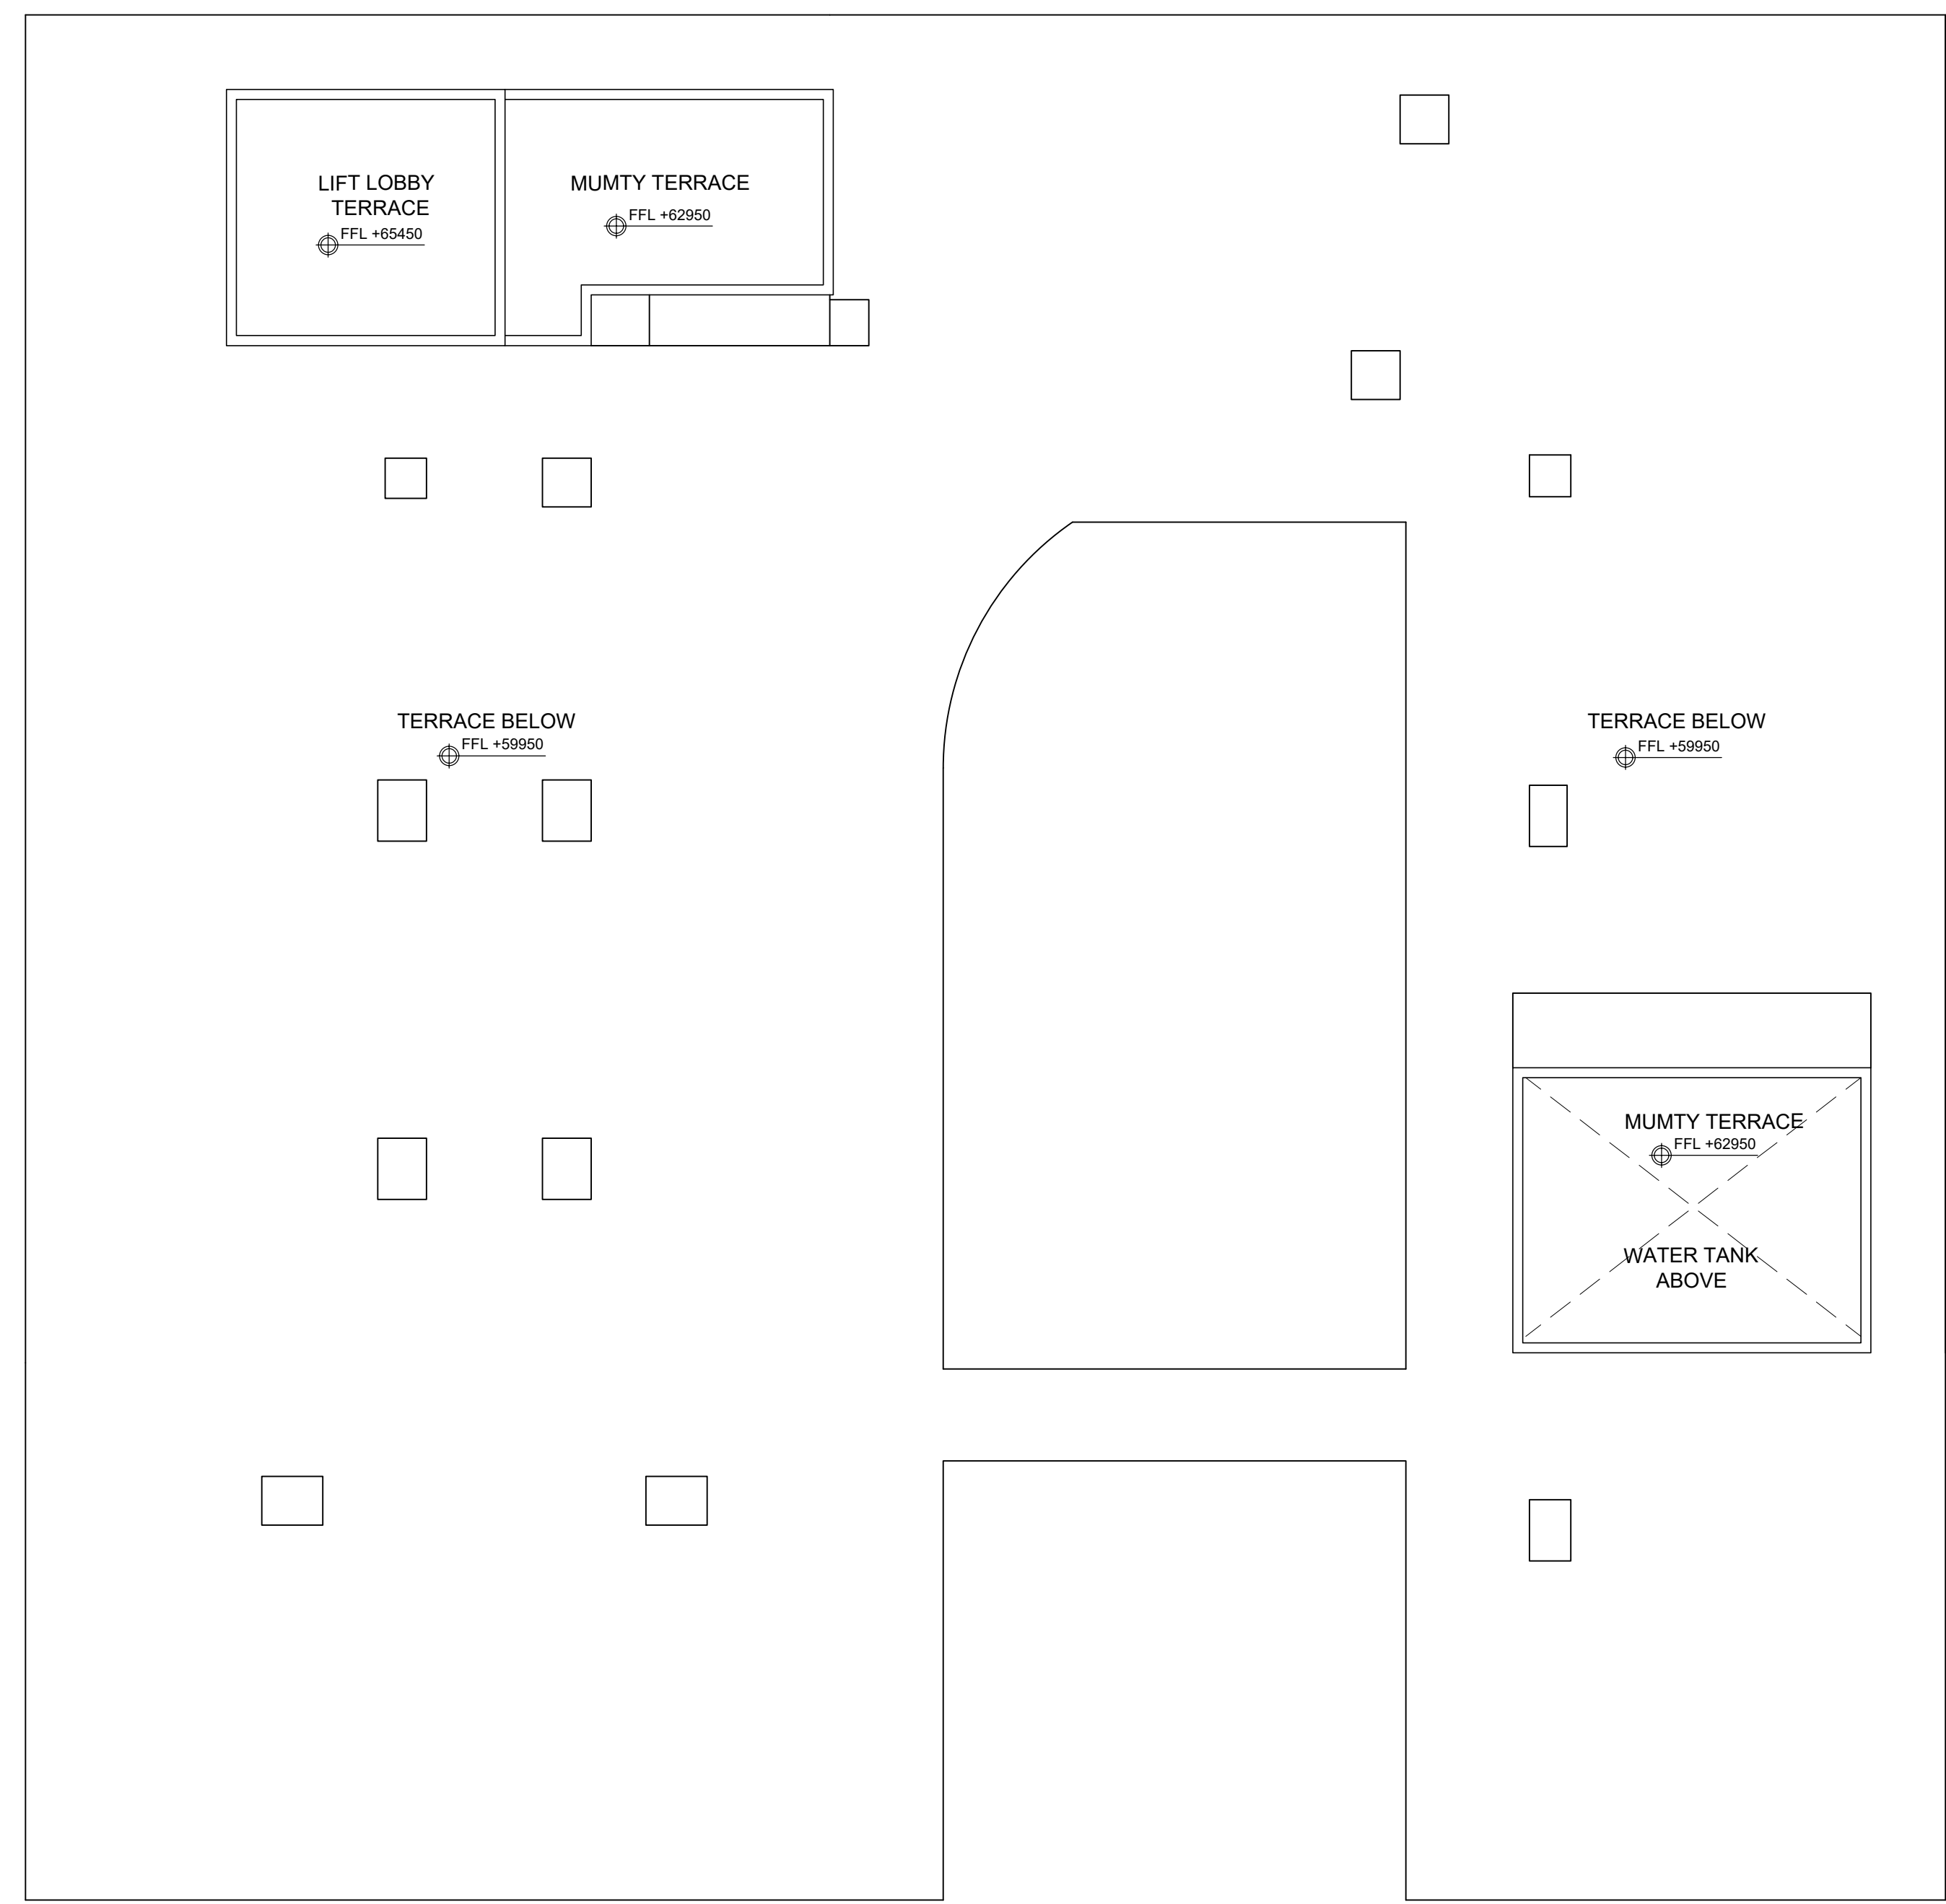 LIFT LOBBY
TERRACE
FFL +65450
MUMTY TERRACE
FFL +62950
TERRACE BELOW
FFL +59950
TERRACE BELOW
FFL +59950
MUMTY TERRACE
FFL +62950
WATER TANK
ABOVE